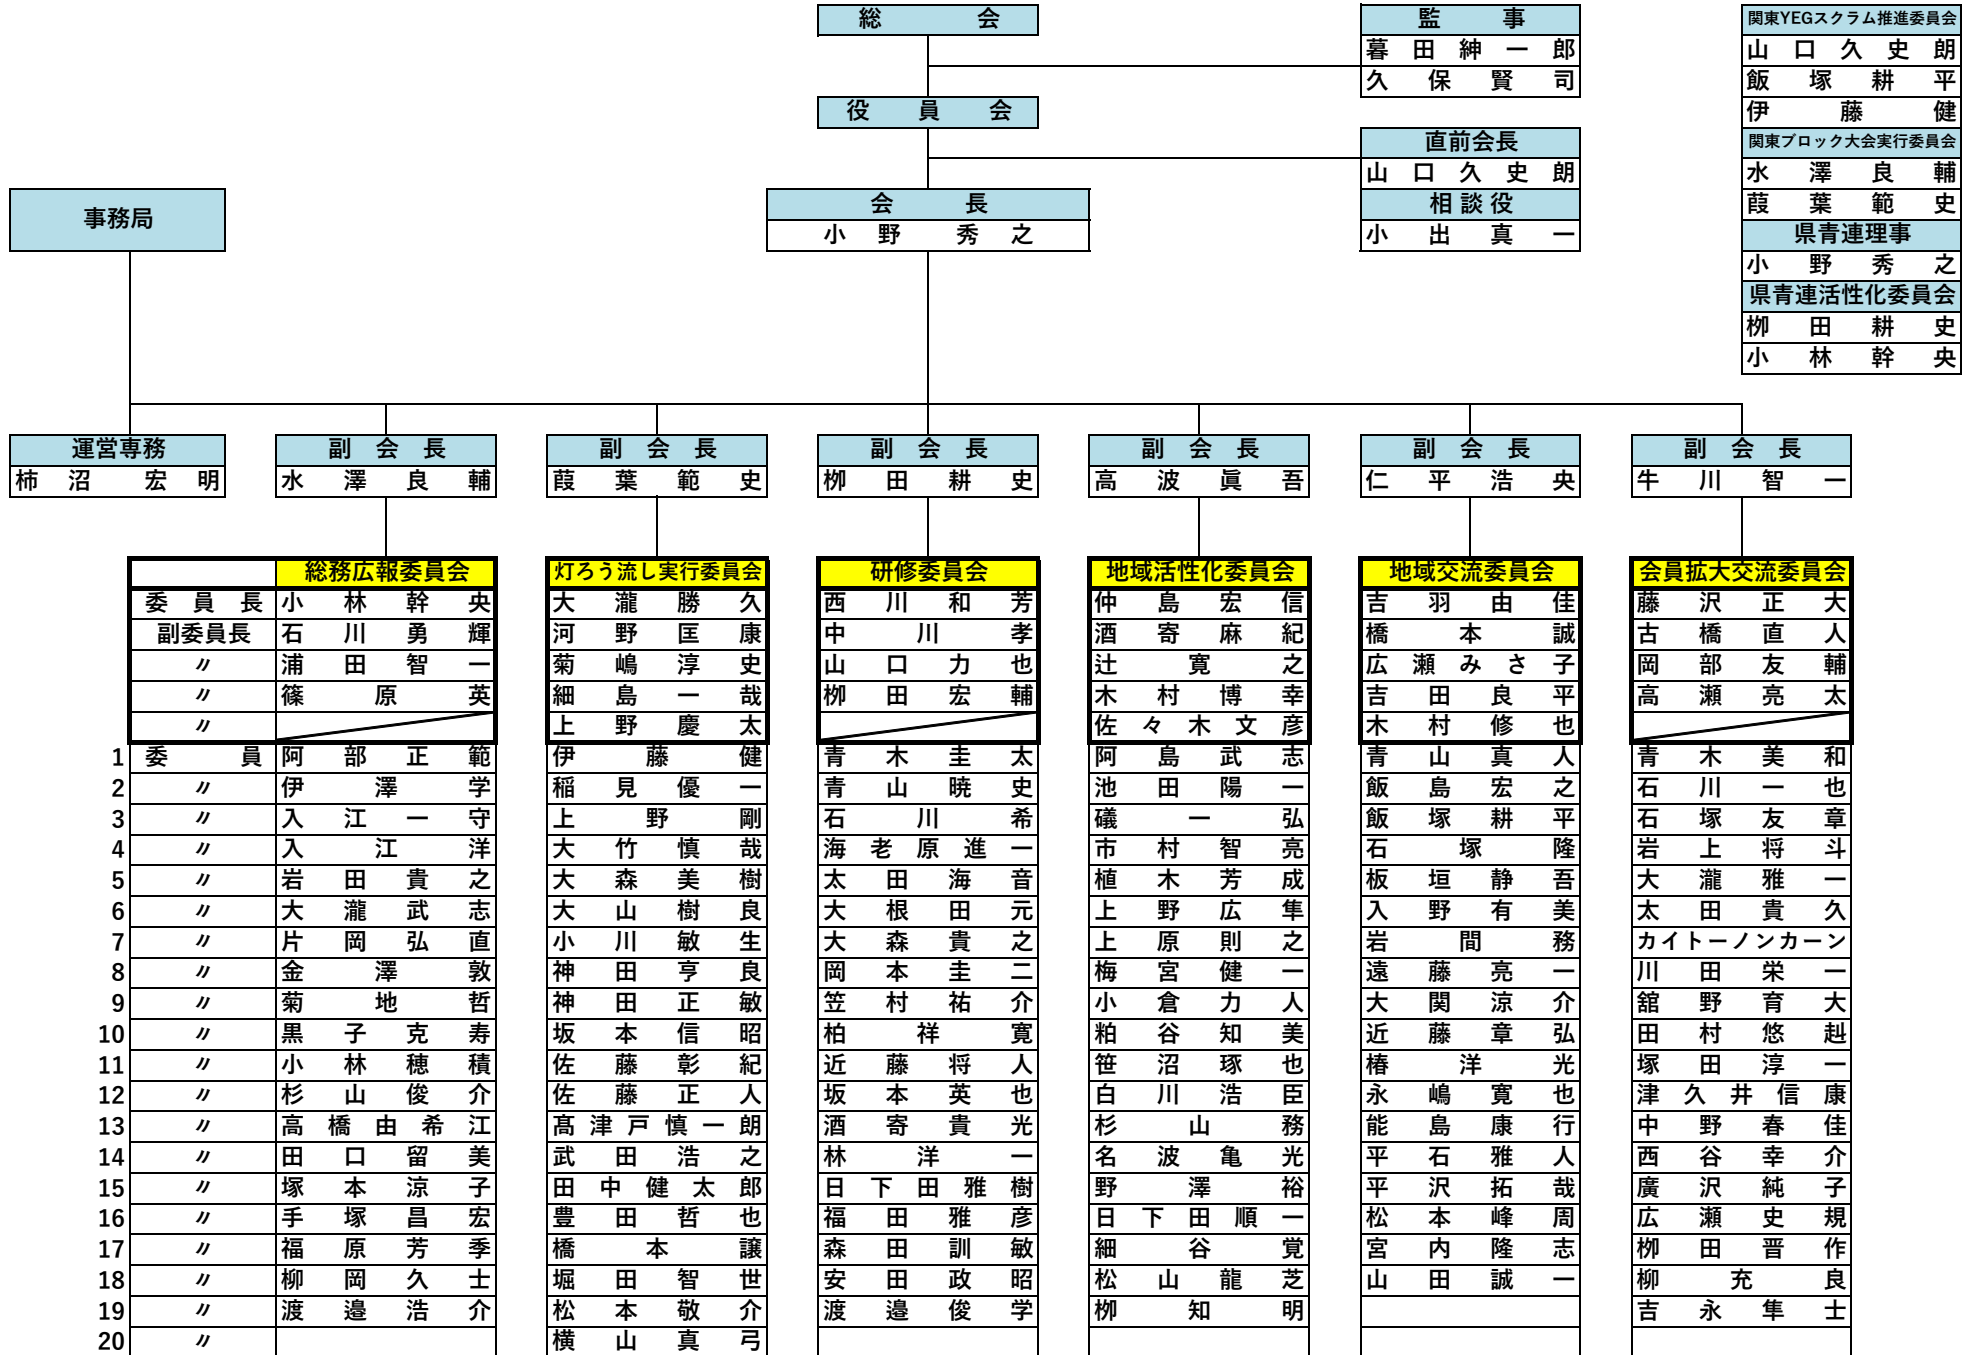 総会 監事 関東YEGスクラム推進委員会
暮田紳一郎 山口久史朗
久保賢司 飯塚耕平
役員会 伊藤健
直前会長 関東ブロック大会実行委員会
山口久史朗 水澤良輔
事務局 会長 相談役 葭葉範史
小野秀之 小出真一 県青連理事
小野秀之
県青連活性化委員会
栁田耕史
小林幹央
運営専務 副会長 副会長 副会長 副会長 副会長 副会長
柿沼宏明 水澤良輔 葭葉範史 栁田耕史 高波眞吾 仁平浩央 牛川智一
総務広報委員会 灯ろう流し実行委員会 研修委員会 地域活性化委員会 地域交流委員会 会員拡大交流委員会
委員長 小林幹央 大瀧勝久 西川和芳 仲島宏信 吉羽由佳 藤沢正大
副委員長 石川勇輝 河野匡康 中川孝 酒寄麻紀 橋本誠 古橋直人
〃 浦田智一 菊嶋淳史 山口力也 辻寛之 広瀬みさ子 岡部友輔
〃 篠原英 細島一哉 栁田宏輔 木村博幸 吉田良平 高瀬亮太
〃 上野慶太 佐々木文彦 木村修也
1 委員 阿部正範 伊藤健 青木圭太 阿島武志 青山真人 青木美和
2 〃 伊澤学 稲見優一 青山暁史 池田陽一 飯島宏之 石川一也
3 〃 入江一守 上野剛 石川希 礒一弘 飯塚耕平 石塚友章
4 〃 入江洋 大竹慎哉 海老原進一 市村智亮 石塚隆 岩上将斗
5 〃 岩田貴之 大森美樹 太田海音 植木芳成 板垣静吾 大瀧雅一
6 〃 大瀧武志 大山樹良 大根田元 上野広隼 入野有美 太田貴久
7 〃 片岡弘直 小川敏生 大森貴之 上原則之 岩間務 カイトーノンカーン
8 〃 金澤敦 神田亨良 岡本圭二 梅宮健一 遠藤亮一 川田栄一
9 〃 菊地哲 神田正敏 笠村祐介 小倉力人 大関涼介 舘野育大
10 〃 黒子克寿 坂本信昭 柏祥寛 粕谷知美 近藤章弘 田村悠赳
11 〃 小林穂積 佐藤彰紀 近藤将人 笹沼琢也 椿洋光 塚田淳一
12 〃 杉山俊介 佐藤正人 坂本英也 白川浩臣 永嶋寛也 津久井信康
13 〃 高橋由希江 髙津戸慎一朗 酒寄貴光 杉山務 能島康行 中野春佳
14 〃 田口留美 武田浩之 林洋一 名波亀光 平石雅人 西谷幸介
15 〃 塚本涼子 田中健太郎 日下田雅樹 野澤裕 平沢拓哉 廣沢純子
16 〃 手塚昌宏 豊田哲也 福田雅彦 日下田順一 松本峰周 広瀬史規
17 〃 福原芳季 橋本譲 森田訓敏 細谷覚 宮内隆志 栁田晋作
18 〃 柳岡久士 堀田智世 安田政昭 松山龍芝 山田誠一 柳充良
19 〃 渡邉浩介 松本敬介 渡邉俊学 栁知明 吉永隼士
20 〃 横山真弓